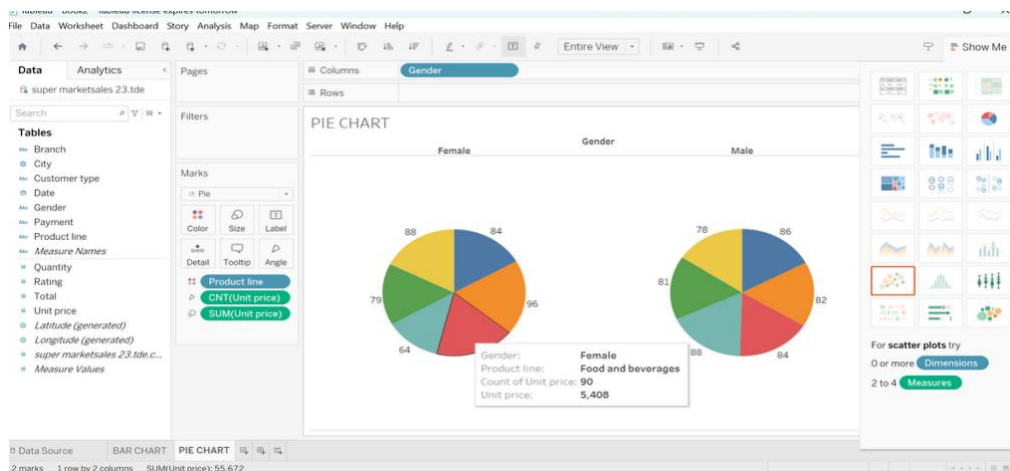 File Data Worksheet Dashboard Story Analysis Map Format Server Window Help
Entire View
Show Me
Data Analytics
super marketsales 23.tde
Search
Tables
Abc Branch
City
Abc Customer type
Date
Abc Gender
Abc Payment
Abc Product line
Abc Measure Names
Quantity
Rating
Total
Unit price
Latitude (generated)
Longitude (generated)
super marketsales 23.tde.c...
Measure Values
Pages
Filters
Marks
Pie
Color Size Label
Detail Tooltip Angle
Product line
CNT(Unit price)
SUM(Unit price)
Columns Gender
Rows
PIE CHART
Gender
Female Male
88 84 78 86
79 96 81 82
64 88 84
Gender: Female
Product line: Food and beverages
Count of Unit price: 90
Unit price: 5,408
For scatter plots try
0 or more Dimensions
2 to 4 Measures
Data Source BAR CHART PIE CHART
2 marks 1 row by 2 columns SUM(Unit price): 55,672